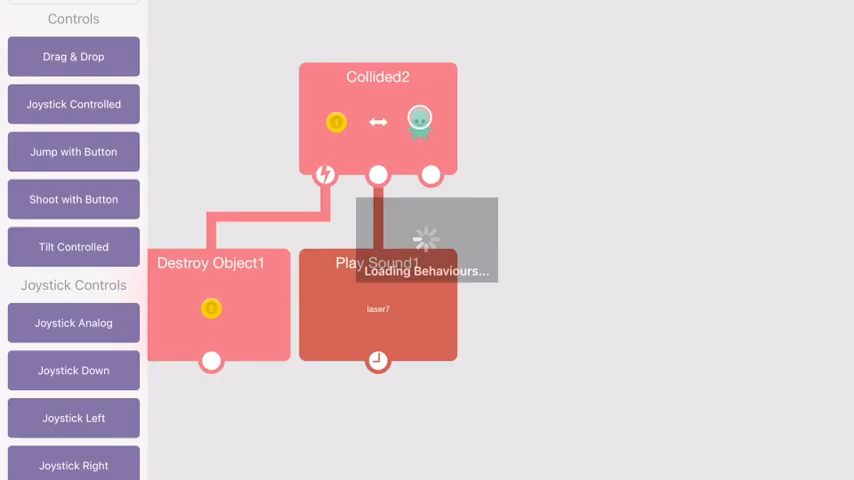 Controls
Drag & Drop
Joystick Controlled
Jump with Button
Shoot with Button
Tilt Controlled
Joystick Controls
Joystick Analog
Joystick Down
Joystick Left
Joystick Right
Collided2
Destroy Object1
Play Sound1
laser7
Loading Behaviours...